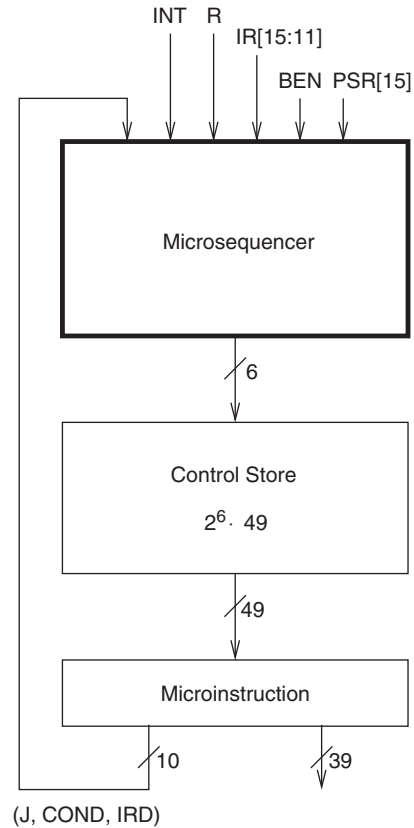 INT R
IR[15:11]
BEN PSR[15]
Microsequencer
6
Control Store
2⁶ · 49
49
Microinstruction
10
39
(J, COND, IRD)